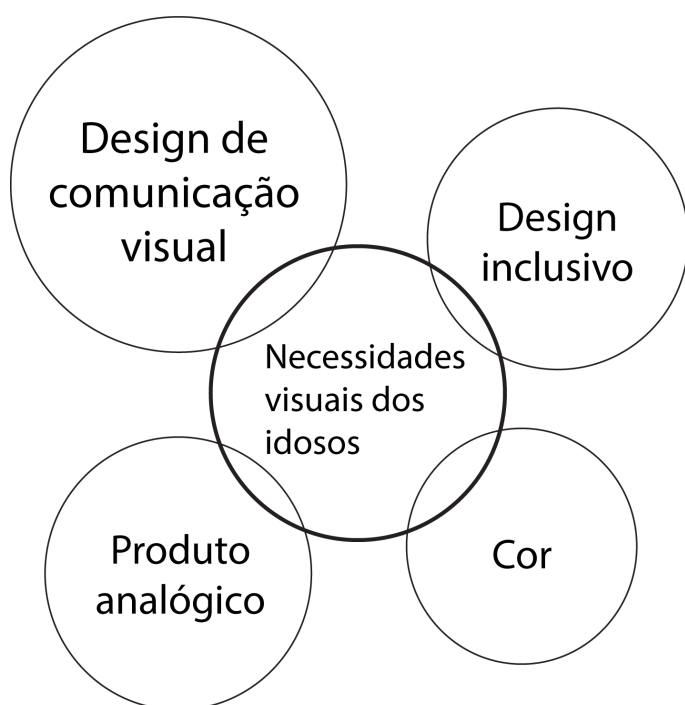 Design de
comunicação
visual
Design
inclusivo
Necessidades
visuais dos
idosos
Produto
analógico
Cor